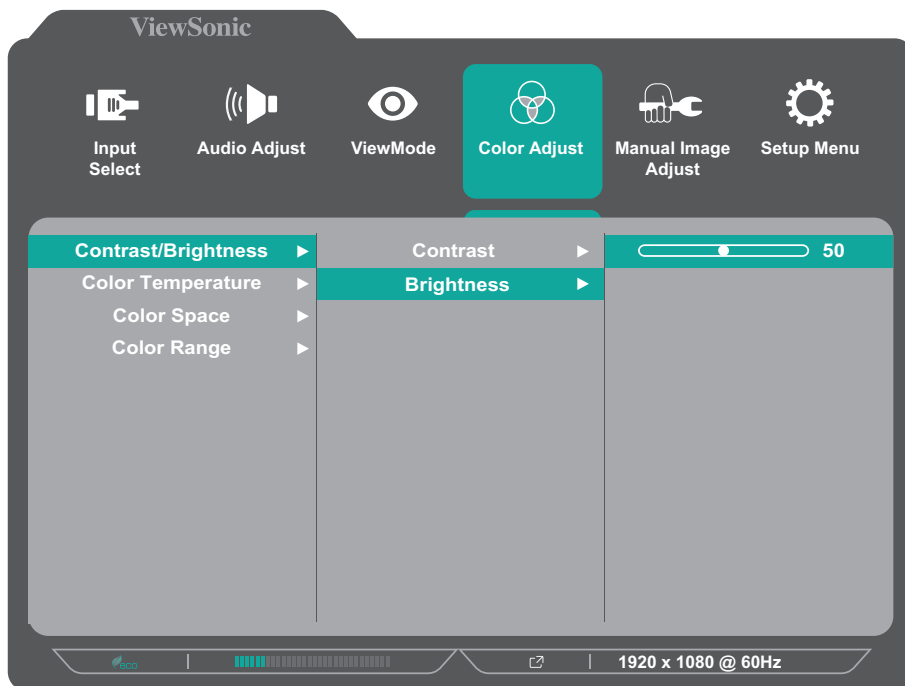 ViewSonic
Input
Select
Audio Adjust
ViewMode
Color Adjust
Manual Image
Adjust
Setup Menu
Contrast/Brightness
Contrast
50
Color Temperature
Brightness
Color Space
Color Range
eco
1920 x 1080 @ 60Hz